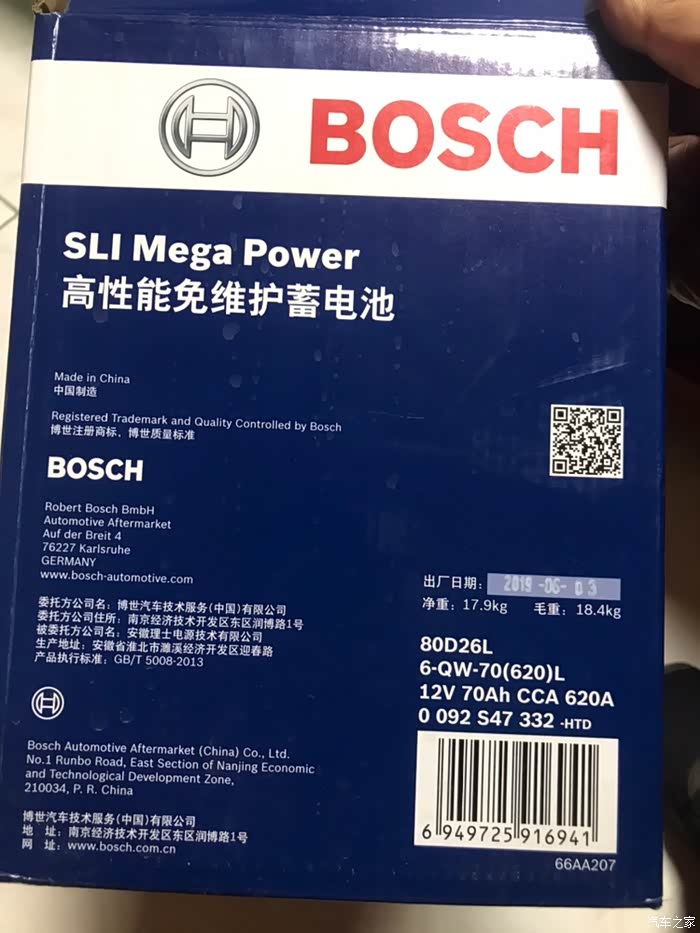 BOSCH
SLI Mega Power
高性能免维护蓄电池
Made in China
中国制造
Registered Trademark and Quality Controlled by Bosch
博世注册商标，博世质量标准
BOSCH
Robert Bosch GmbH
Automotive Aftermarket
Auf der Breit 4
76227 Karlsruhe
GERMANY
www.bosch-automotive.com
委托方公司名：博世汽车技术服务(中国)有限公司
委托方公司住所：南京经济技术开发区东区润博路1号
被委托方公司名：安徽理士电源技术有限公司
生产地址：安徽省淮北市濉溪经济开发区迎春路
产品执行标准：GB/T 5008-2013
出厂日期：2019-06-03
净重：17.9kg 毛重：18.4kg
80D26L
6-QW-70(620)L
12V 70Ah CCA 620A
0 092 S47 332 -HTD
Bosch Automotive Aftermarket (China) Co., Ltd.
No.1 Runbo Road, East Section of Nanjing Economic
and Technological Development Zone,
210034, P. R. China
博世汽车技术服务(中国)有限公司
地 址：南京经济技术开发区东区润博路1号
网 址：www.bosch.com.cn
6 949725 916941
66AA207
汽车之家